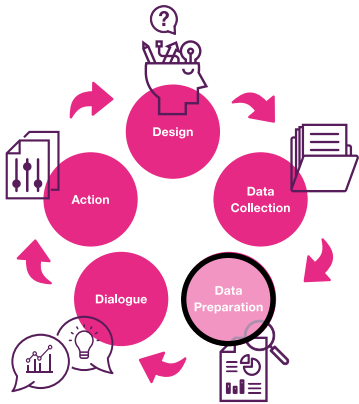 ?
Design
Data
Collection
Data
Preparation
Dialogue
Action